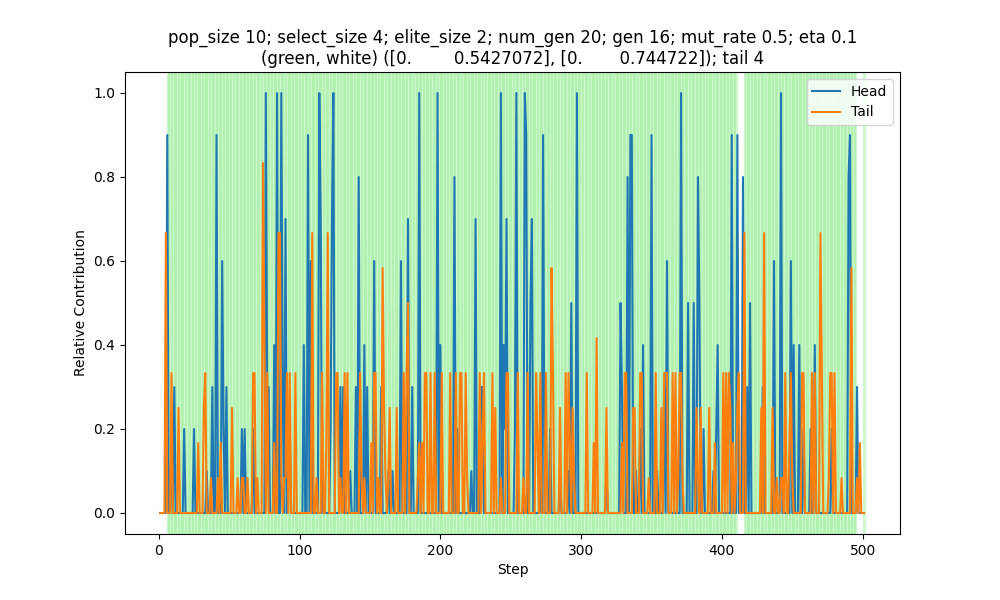 pop_size 10; select_size 4; elite_size 2; num_gen 20; gen 16; mut_rate 0.5; eta 0.1
(green, white) ([0. 0.5427072], [0. 0.744722]); tail 4
Head
Tail
1.0
0.8
0.6
0.4
0.2
0.0
Relative Contribution
0 100 200 300 400 500
Step